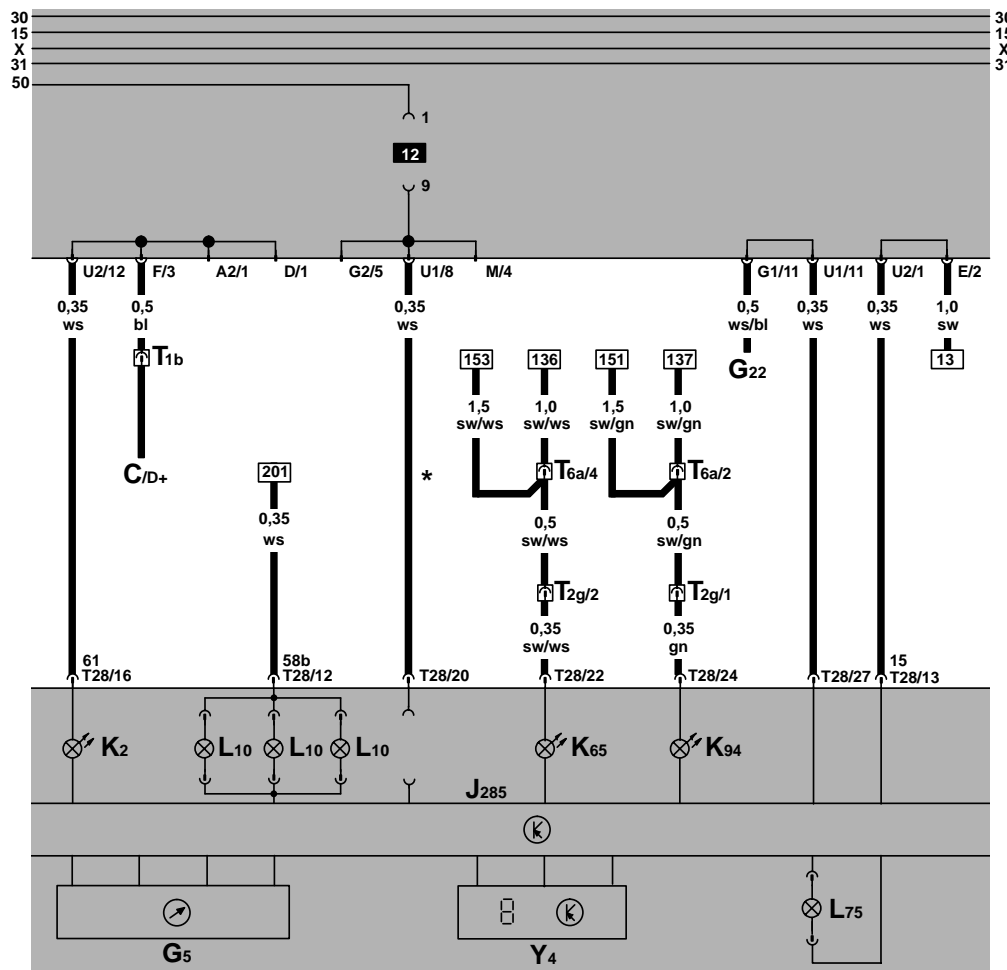 30 30
15 15
X X
31 31
50
1
12
9
U2/12 F/3 A2/1 D/1 G2/5 U1/8 M/4 G1/11 U1/11 U2/1 E/2
0,35 0,5 0,35 0,5 0,35 0,35 1,0
ws bl ws ws/bl ws ws sw
T1b 153 136 151 137 G22 13
1,5 1,0 1,5 1,0
sw/ws sw/ws sw/gn sw/gn
C/D+ 201 * T6a/4 T6a/2
0,35 0,5 0,5
ws sw/ws sw/gn
T2g/2 T2g/1
0,35 0,35
sw/ws gn
61 58b 15
T28/16 T28/12 T28/20 T28/22 T28/24 T28/27 T28/13
K2 L10 L10 L10 K65 K94
J285
8 L75
G5 Y4